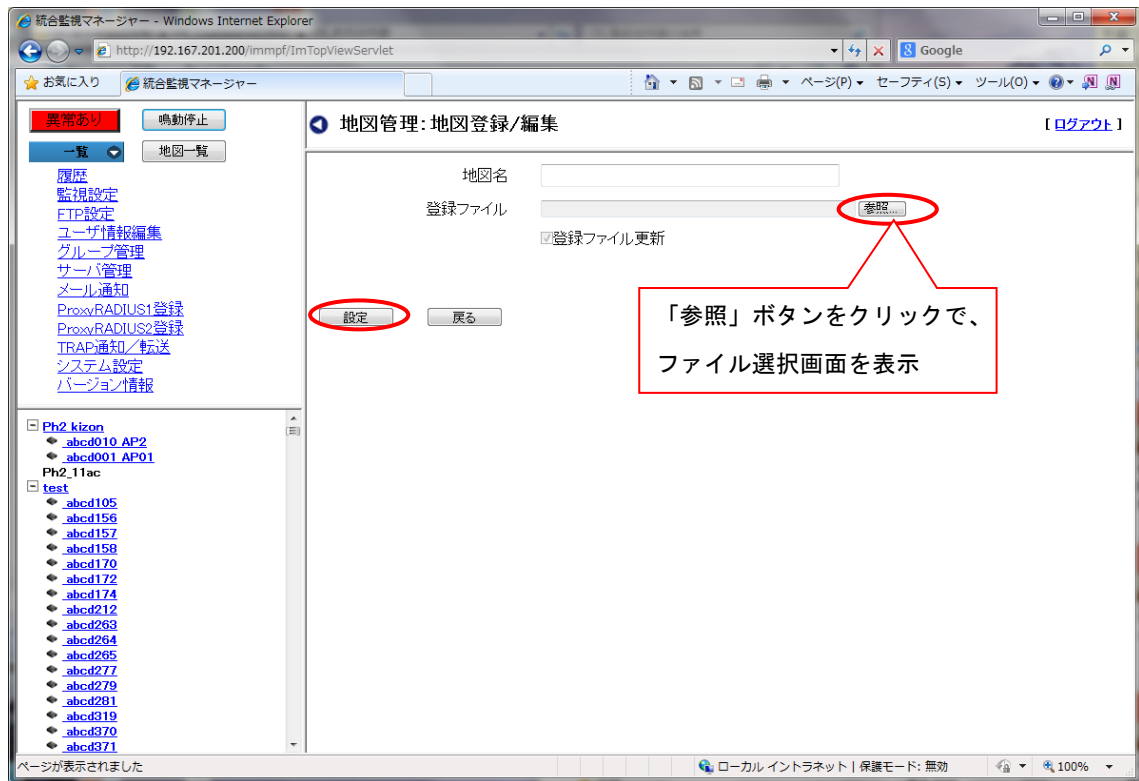 統合監視マネージャー - Windows Internet Explorer
http://192.167.201.200/immpf/ImTopViewServlet
Google
お気に入り
統合監視マネージャー
ページ(P)
セーフティ(S)
ツール(O)
異常あり
鳴動停止
一覧
地図一覧
履歴
監視設定
FTP設定
ユーザ情報編集
グループ管理
サーバ管理
メール通知
ProxyRADIUS1登録
ProxyRADIUS2登録
TRAP通知／転送
システム設定
バージョン情報
Ph2 kizon
abcd010 AP2
abcd001 AP01
Ph2_11ac
test
abcd105
abcd156
abcd157
abcd158
abcd170
abcd172
abcd174
abcd212
abcd263
abcd264
abcd265
abcd277
abcd279
abcd281
abcd319
abcd370
abcd371
地図管理:地図登録/編集
[ ログアウト ]
地図名
登録ファイル
参照...
登録ファイル更新
設定
戻る
「参照」ボタンをクリックで、
ファイル選択画面を表示
ページが表示されました
ローカル イントラネット | 保護モード: 無効
100%